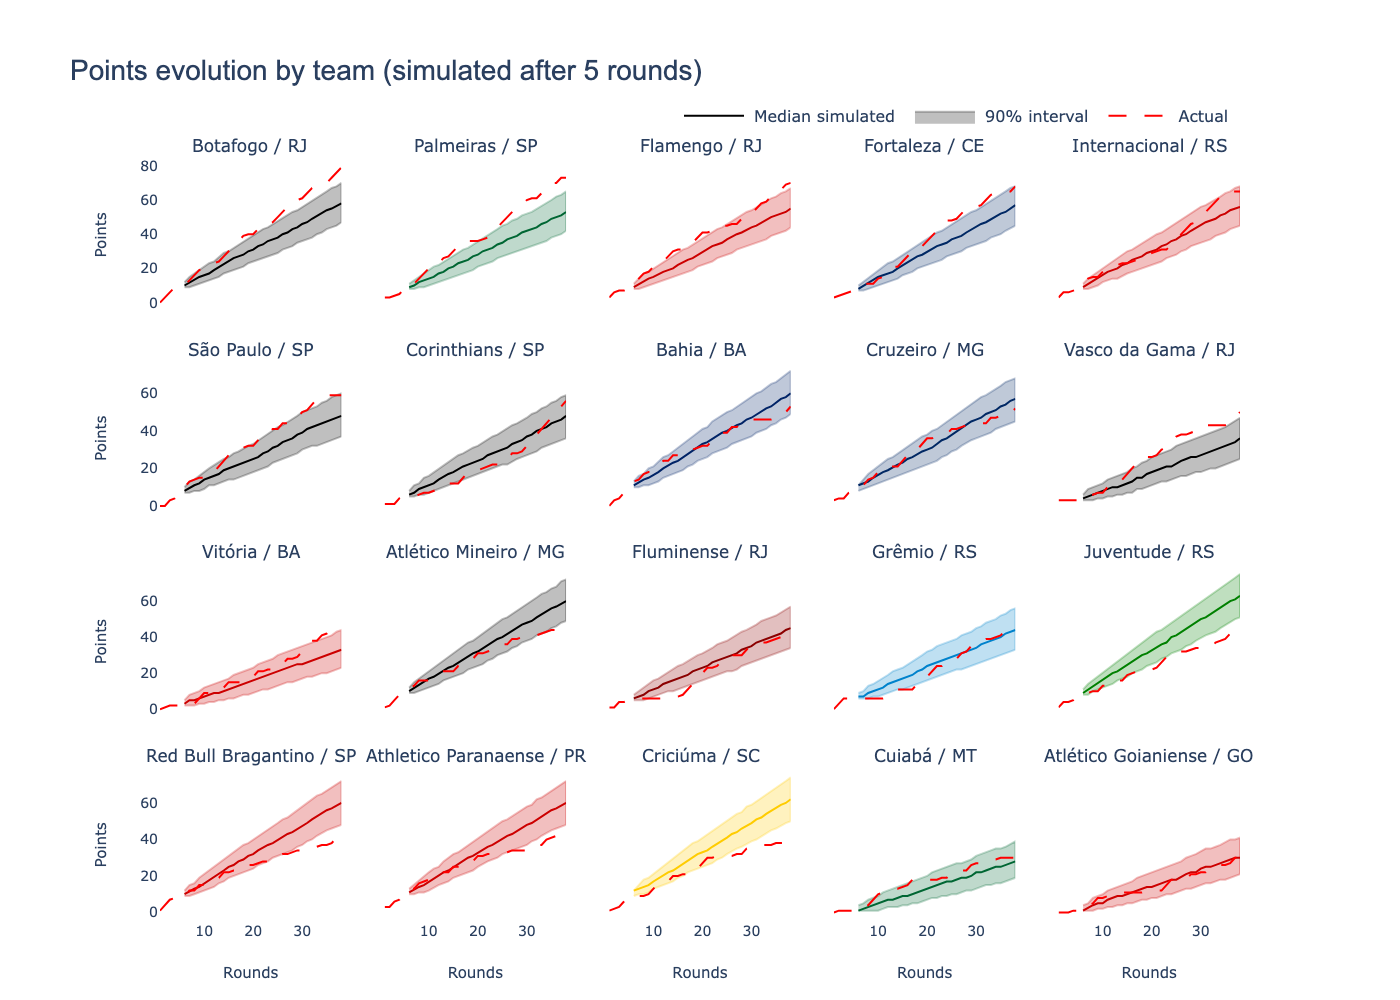 Points evolution by team (simulated after 5 rounds)
Median simulated 90% interval Actual
Botafogo / RJ Palmeiras / SP Flamengo / RJ Fortaleza / CE Internacional / RS
80
60
40
20
0
Points
São Paulo / SP Corinthians / SP Bahia / BA Cruzeiro / MG Vasco da Gama / RJ
60
40
20
0
Points
Vitória / BA Atlético Mineiro / MG Fluminense / RJ Grêmio / RS Juventude / RS
60
40
20
0
Points
Red Bull Bragantino / SP Athletico Paranaense / PR Criciúma / SC Cuiabá / MT Atlético Goianiense / GO
60
40
20
0
Points
10 20 30 10 20 30 10 20 30 10 20 30 10 20 30
Rounds Rounds Rounds Rounds Rounds